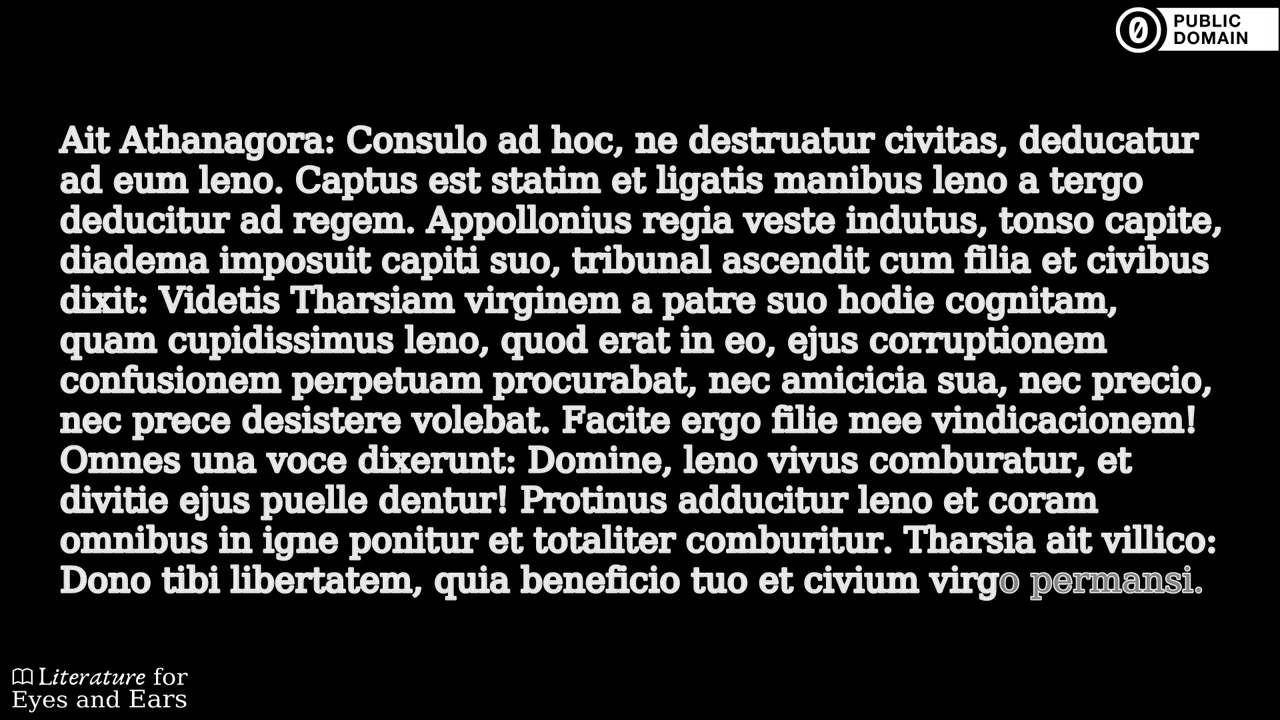 PUBLIC
DOMAIN
Ait Athanagora: Consulo ad hoc, ne destruatur civitas, deducatur
ad eum leno. Captus est statim et ligatis manibus leno a tergo
deducitur ad regem. Appollonius regia veste indutus, tonso capite,
diadema imposuit capiti suo, tribunal ascendit cum filia et civibus
dixit: Videtis Tharsiam virginem a patre suo hodie cognitam,
quam cupidissimus leno, quod erat in eo, ejus corruptionem
confusionem perpetuam procurabat, nec amicicia sua, nec precio,
nec prece desistere volebat. Facite ergo filie mee vindicacionem!
Omnes una voce dixerunt: Domine, leno vivus comburatur, et
divitie ejus puelle dentur! Protinus adducitur leno et coram
omnibus in igne ponitur et totaliter comburitur. Tharsia ait villico:
Dono tibi libertatem, quia beneficio tuo et civium virgo permansi.
Literature for
Eyes and Ears